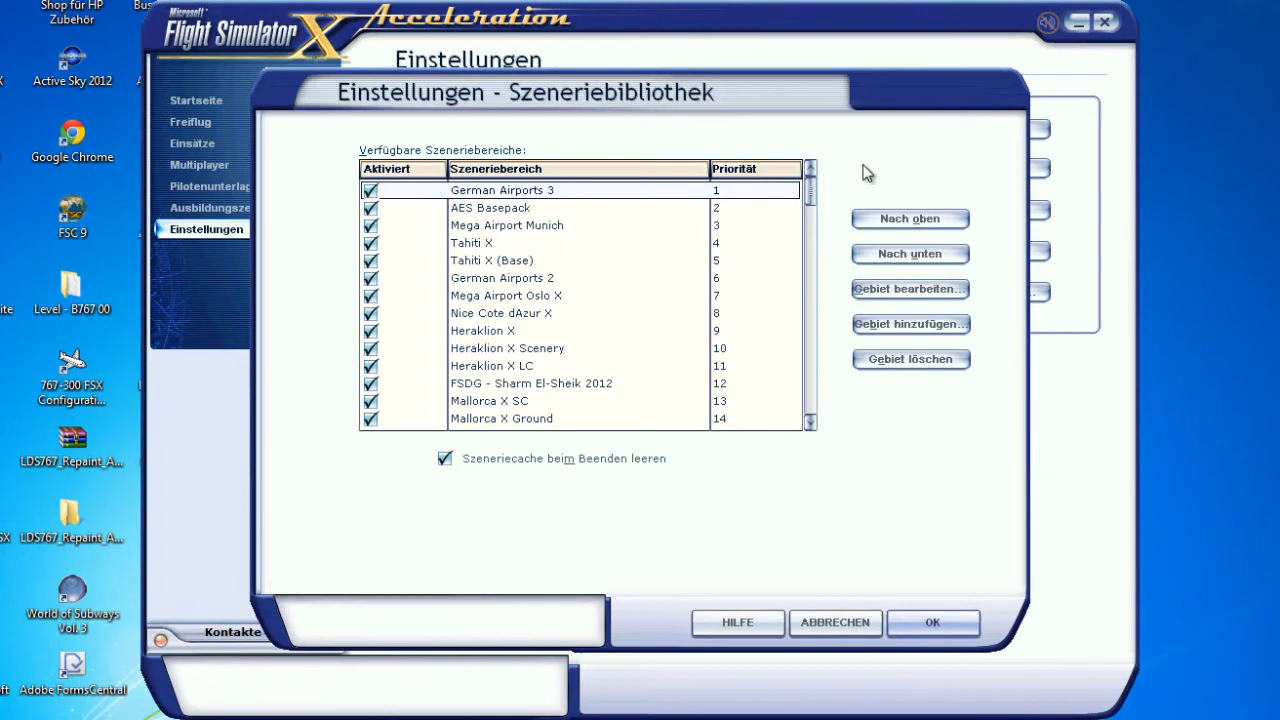 Shop für HP
Zubehör
Active Sky 2012
Google Chrome
FSC 9
Level - B767 00
767-300 FSX
Configurati...
LDS767_Repaint_A...
LDS767_Repaint_A...
World of Subways
Vol. 3
Adobe FormsCentral
Microsoft
Flight Simulator X
Acceleration
Einstellungen
Startseite
Freiflug
Einsätze
Multiplayer
Pilotenunterlag
Ausbildungsze
Einstellungen
Kontakte
Einstellungen - Szeneriebibliothek
Verfügbare Szeneriebereiche:
Aktiviert Szeneriebereich Priorität
German Airports 3 1
AES Basepack 2
Mega Airport Munich 3
Tahiti X 4
Tahiti X (Base) 5
German Airports 2 6
Mega Airport Oslo X 7
Nice Cote dAzur X 8
Heraklion X 9
Heraklion X Scenery 10
Heraklion X LC 11
FSDG - Sharm El-Sheik 2012 12
Mallorca X SC 13
Mallorca X Ground 14
Szeneriecache beim Beenden leeren
Nach oben
Nach unten
Gebiet bearbeiten...
Gebiet hinzufügen...
Gebiet löschen
HILFE
ABBRECHEN
OK